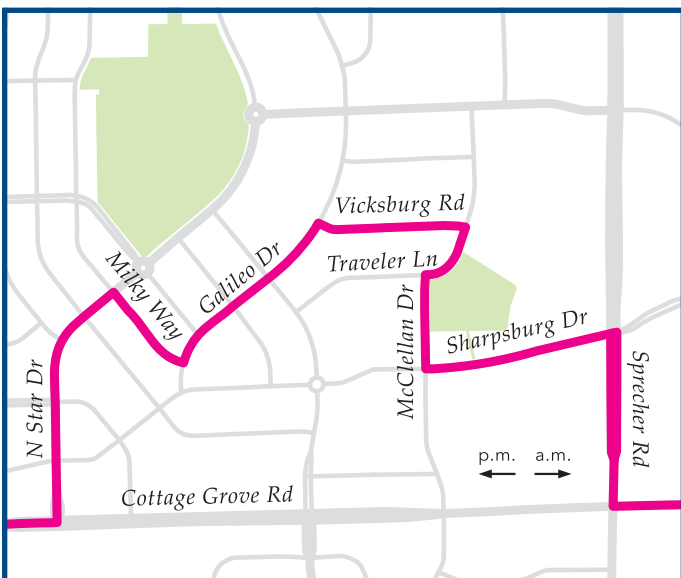 Vicksburg Rd
Traveler Ln
Galileo Dr
Milky Way
McClellan Dr
Sharpsburg Dr
N Star Dr
Sprecher Rd
p.m. a.m.
Cottage Grove Rd